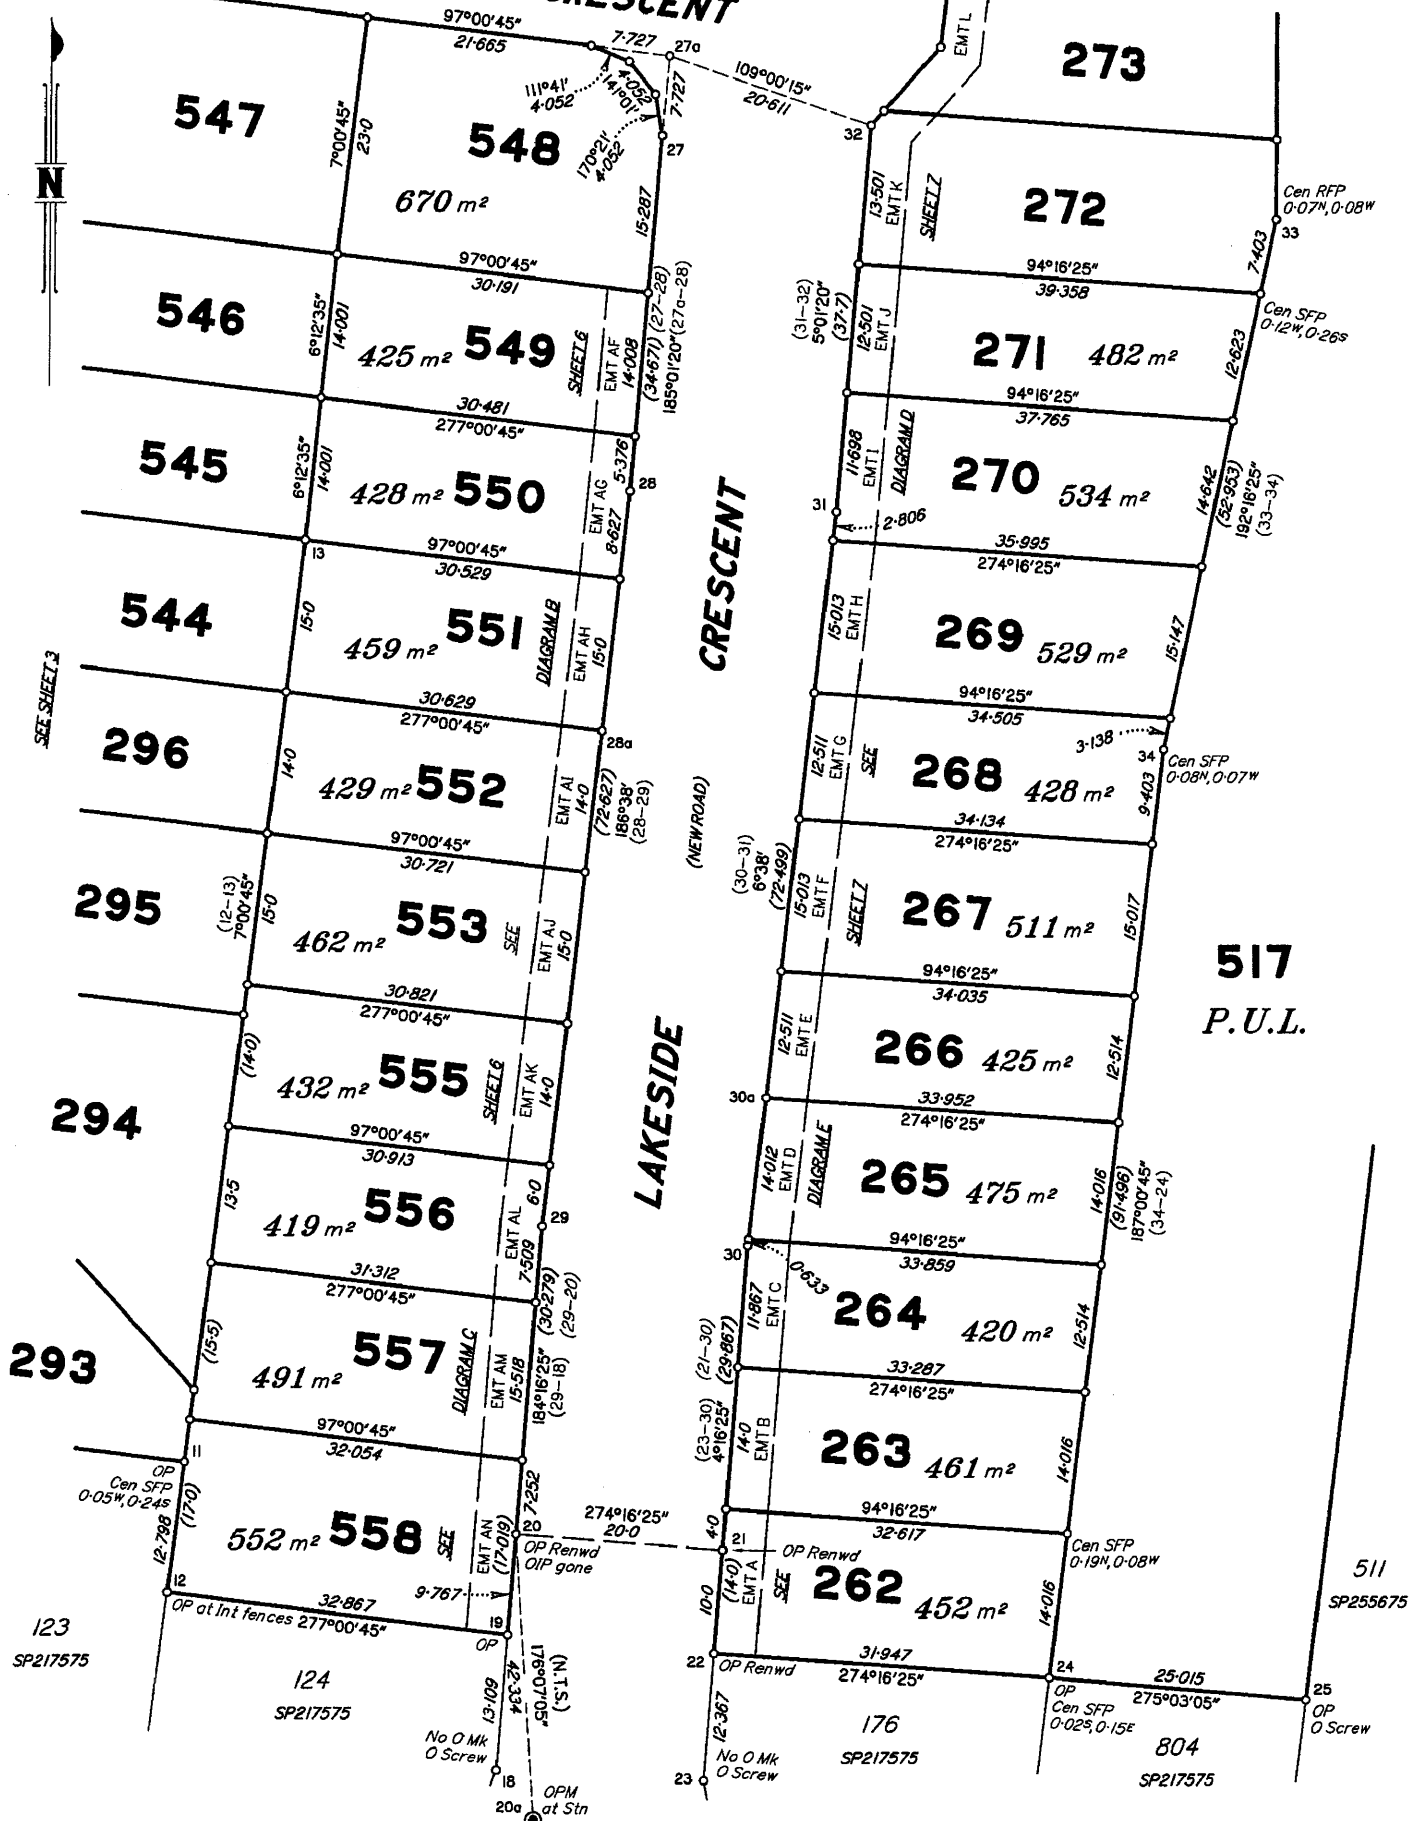 CRESCENT
97°00'45"
21·665
7·727
27a
7·727
111°41'
4·052
4·052
141°01'
170°21'
4·052
27
109°00'15"
20·611
32
EMT L
273
N
547
7°00'45"
23·0
548
670 m²
15·287
13·501
EMT K
SHEET 7
272
Cen RFP
0·07N, 0·08W
33
7·403
97°00'45"
30·191
94°16'25"
39·358
546
6°12'35"
14·001
425 m² 549
SHEET 6
EMT AF
14·008
(34·671) (27–28)
185°01'20" (27a–28)
(31–32)
5°01'20"
(37·7)
12·501
EMT J
271 482 m²
Cen SFP
0·12W, 0·26S
12·623
30·481
277°00'45"
94°16'25"
37·765
545
6°12'35"
14·001
428 m² 550
EMT AG
5·376
28
8·627
11·698
EMT I
DIAGRAM D
31
2·806
270 534 m²
14·642
(52·953)
192°18'25"
(33–34)
CRESCENT
13
97°00'45"
30·529
35·995
274°16'25"
544
15·0
459 m² 551
DIAGRAM B
EMT AH
15·0
15·013
EMT H
269 529 m²
15·147
SEE SHEET 3
30·629
277°00'45"
28a
94°16'25"
34·505
3·138
34
Cen SFP
0·08N, 0·07W
296
14·0
429 m² 552
EMT AI
14·0
(72·627)
186°38'
(28–29)
(NEW ROAD)
12·511
EMT G
SEE
268 428 m²
9·403
97°00'45"
30·721
34·134
274°16'25"
295
(12–13)
7°00'45"
15·0
462 m² 553
SEE
EMT AJ
15·0
(30–31)
6°38'
(72·499)
15·013
EMT F
SHEET 7
267 511 m²
15·017
517
P.U.L.
30·821
277°00'45"
94°16'25"
34·035
(14·0)
432 m² 555
SHEET 6
EMT AK
14·0
LAKESIDE
12·511
EMT E
266 425 m²
12·514
294
97°00'45"
30·913
30a
33·952
274°16'25"
13·5
419 m² 556
EMT AL
6·0
29
7·509
14·012
EMT D
DIAGRAM E
265 475 m²
14·016
(91·496)
187°00'45"
(34–24)
31·312
277°00'45"
(30·279)
(29–20)
30
0·633
94°16'25"
33·859
293
(15·5)
491 m² 557
DIAGRAM C
EMT AM
15·518
184°16'25"
(29–18)
(21–30)
(29·867)
11·867
EMT C
264 420 m²
12·514
33·287
274°16'25"
97°00'45"
32·054
(23–30)
4°16'25"
14·0
EMT B
263 461 m²
14·016
11
OP
Cen SFP
0·05W, 0·24S
(17·0)
12·798
552 m² 558
SEE
EMT AN
(17·019)
7·252
20
OP Renwd
OIP gone
274°16'25"
20·0
4·0
21
OP Renwd
94°16'25"
32·617
Cen SFP
0·19N, 0·08W
10·0
(14·0)
EMT A
SEE
262 452 m²
14·016
511
SP255675
12
OP at Int fences
32·867
277°00'45"
9·767
19
OP
123
SP217575
124
SP217575
13·109
42·334
176°07'05"
(N.T.S.)
22
OP Renwd
31·947
274°16'25"
24
OP
Cen SFP
0·02S, 0·15E
25·015
275°03'05"
25
OP
O Screw
12·367
176
SP217575
804
SP217575
No O Mk
O Screw
18
20a
OPM
at Stn
23
No O Mk
O Screw